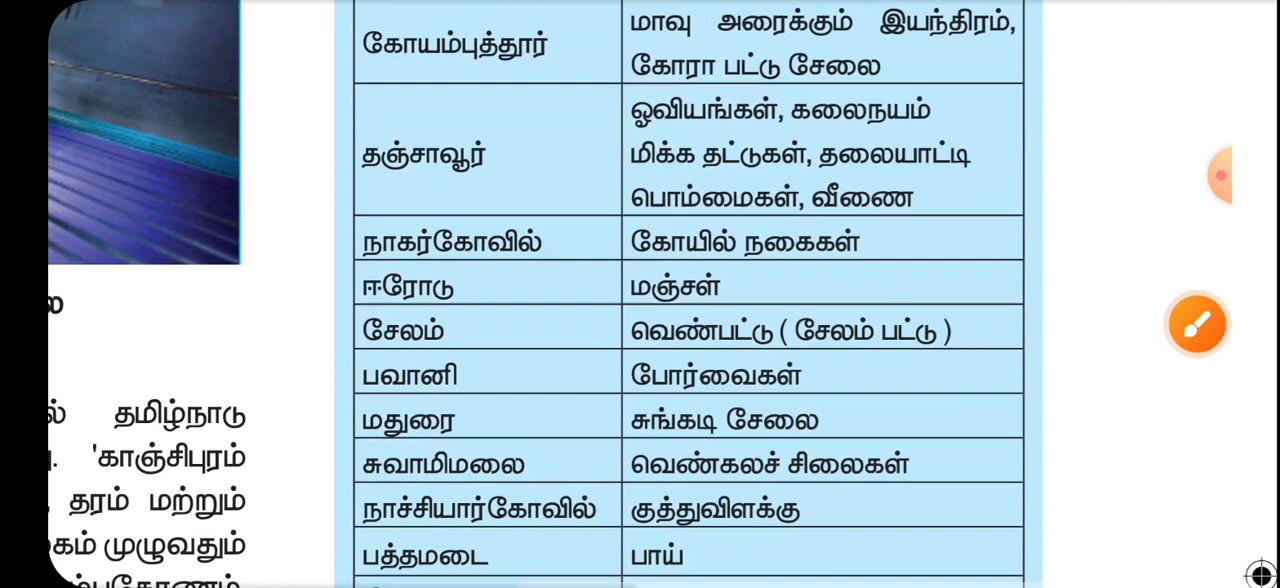 கோயம்புத்தூர்
மாவு அரைக்கும் இயந்திரம்,
கோரா பட்டு சேலை
தஞ்சாவூர்
ஓவியங்கள், கலைநயம்
மிக்க தட்டுகள், தலையாட்டி
பொம்மைகள், வீணை
நாகர்கோவில் கோயில் நகைகள்
ஈரோடு மஞ்சள்
சேலம் வெண்பட்டு ( சேலம் பட்டு )
பவானி போர்வைகள்
மதுரை சுங்கடி சேலை
சுவாமிமலை வெண்கலச் சிலைகள்
நாச்சியார்கோவில் குத்துவிளக்கு
பத்தமடை பாய்
தமிழ்நாடு
'காஞ்சிபுரம்
தரம் மற்றும்
முழுவதும்